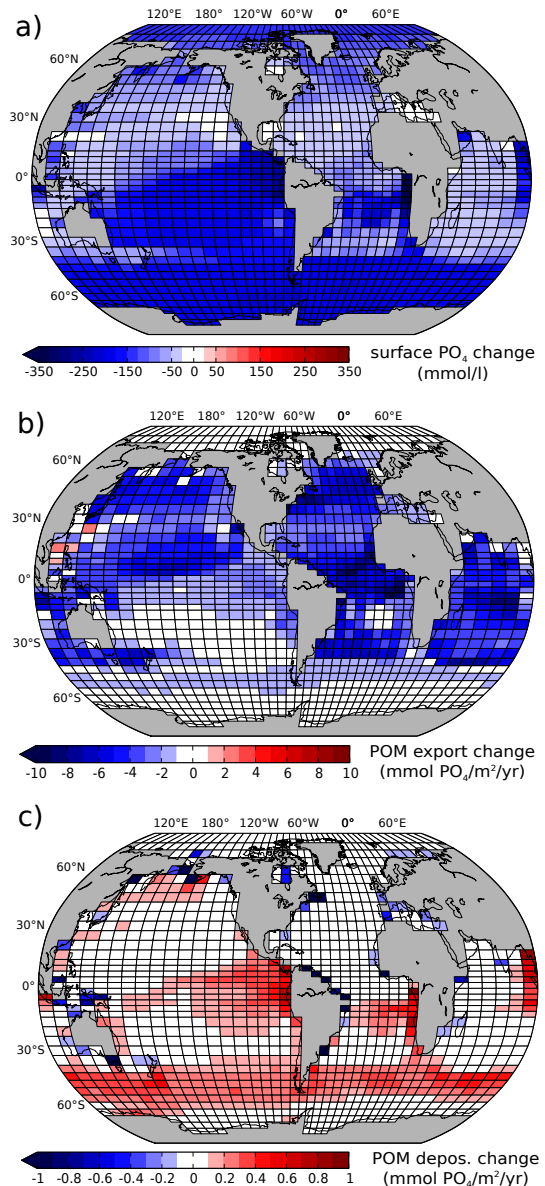 a)
120°E 180° 120°W 60°W 0° 60°E
60°N
30°N
0°
30°S
60°S
-350 -250 -150 -50 0 50 150 250 350
surface PO₄ change
(mmol/l)
b)
120°E 180° 120°W 60°W 0° 60°E
60°N
30°N
0°
30°S
60°S
-10 -8 -6 -4 -2 0 2 4 6 8 10
POM export change
(mmol PO₄/m²/yr)
c)
120°E 180° 120°W 60°W 0° 60°E
60°N
30°N
0°
30°S
60°S
-1 -0.8 -0.6 -0.4 -0.2 0 0.2 0.4 0.6 0.8 1
POM depos. change
(mmol PO₄/m²/yr)